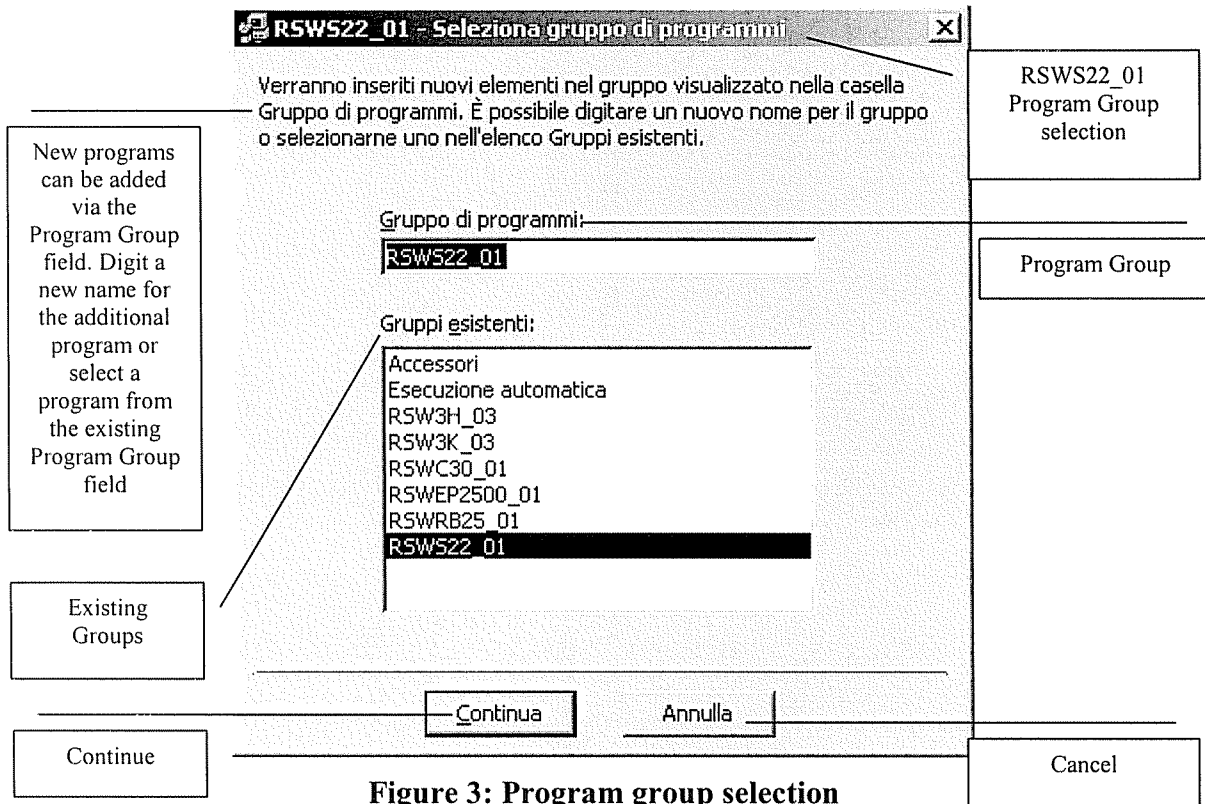 RSWS22_01 - Seleziona gruppo di programmi
Verranno inseriti nuovi elementi nel gruppo visualizzato nella casella
Gruppo di programmi. È possibile digitare un nuovo nome per il gruppo
o selezionarne uno nell'elenco Gruppi esistenti.
RSWS22_01
Program Group
selection
New programs
can be added
via the
Program Group
field. Digit a
new name for
the additional
program or
select a
program from
the existing
Program Group
field
Gruppo di programmi:
RSWS22_01
Program Group
Gruppi esistenti:
Accessori
Esecuzione automatica
RSW3H_03
RSW3K_03
RSWC30_01
RSWEP2500_01
RSWRB25_01
RSWS22_01
Existing
Groups
Continua
Annulla
Continue
Cancel
Figure 3: Program group selection